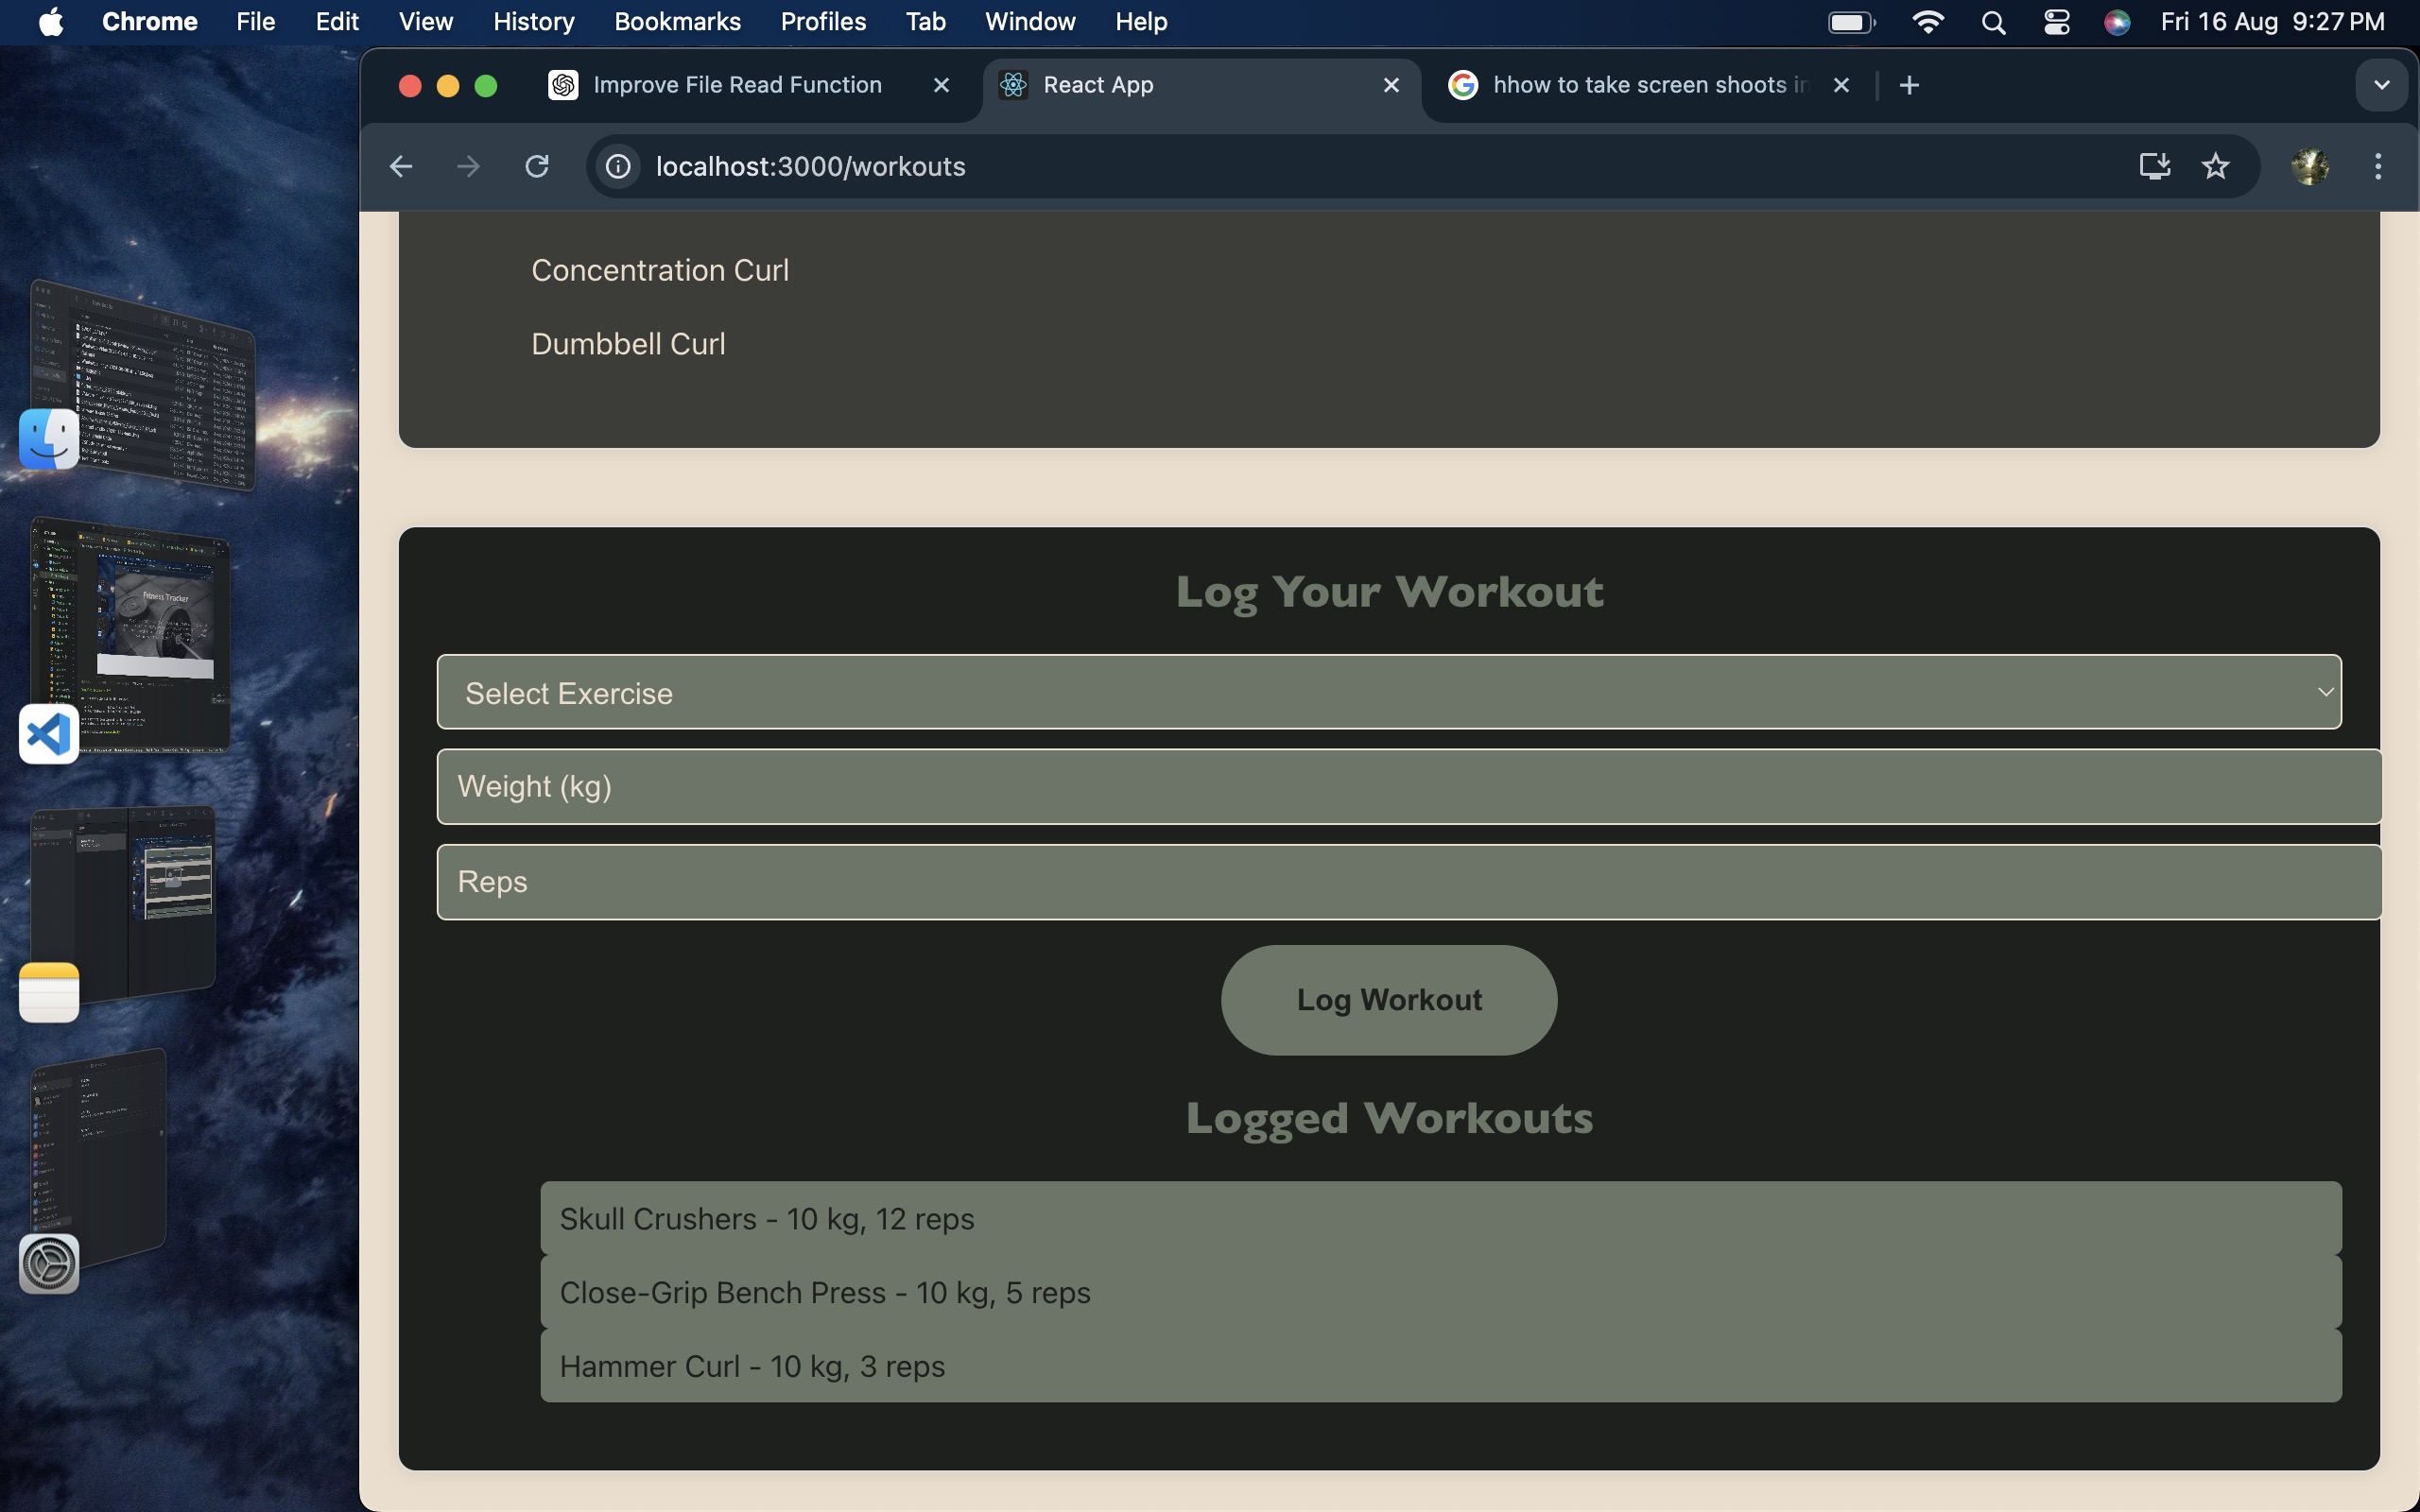 Chrome File Edit View History Bookmarks Profiles Tab Window Help Fri 16 Aug 9:27 PM
Improve File Read Function React App hhow to take screen shoots in
localhost:3000/workouts
Concentration Curl
Dumbbell Curl
Fitness Tracker
Log Your Workout
Select Exercise
Weight (kg)
Reps
Log Workout
Logged Workouts
Skull Crushers - 10 kg, 12 reps
Close-Grip Bench Press - 10 kg, 5 reps
Hammer Curl - 10 kg, 3 reps